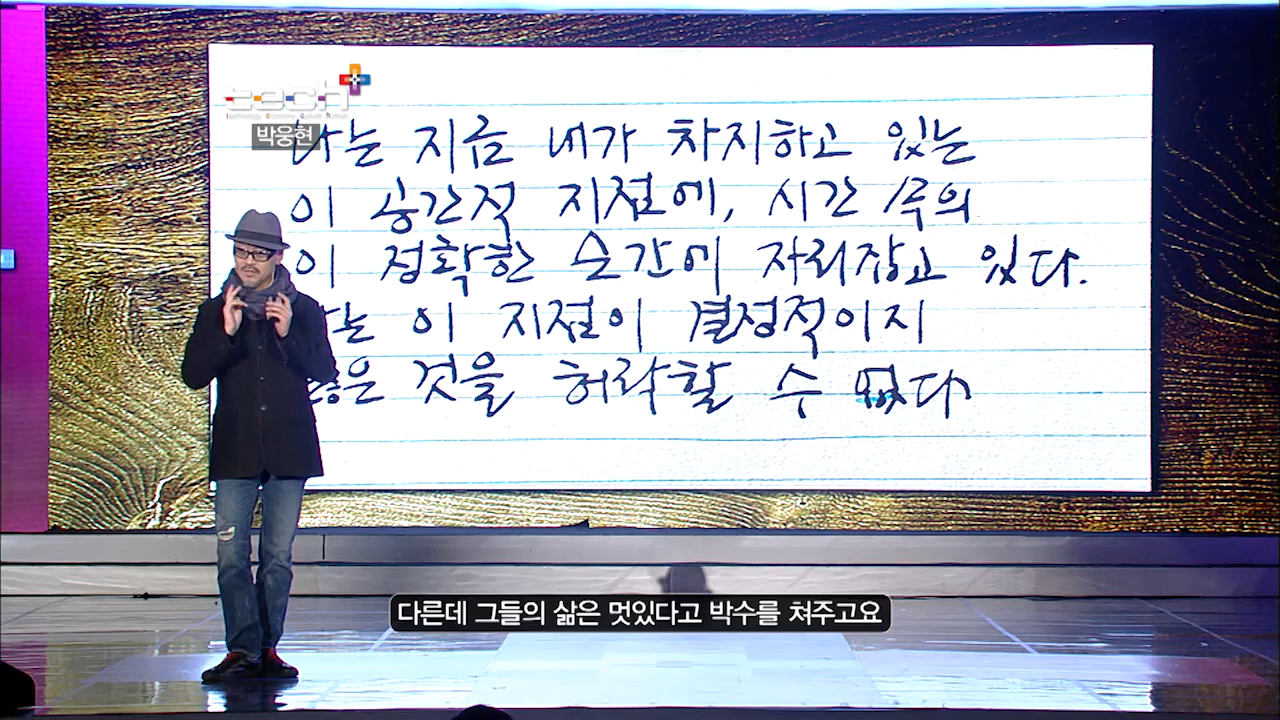 tech+
박웅현
나는 지금 내가 차지하고 있는
이 공간적 지점에, 시간 속의
이 정확한 순간에 자리잡고 있다.
나는 이 지점이 결정적이지
않은 것을 허락할 수 없다
다른데 그들의 삶은 멋있다고 박수를 쳐주고요